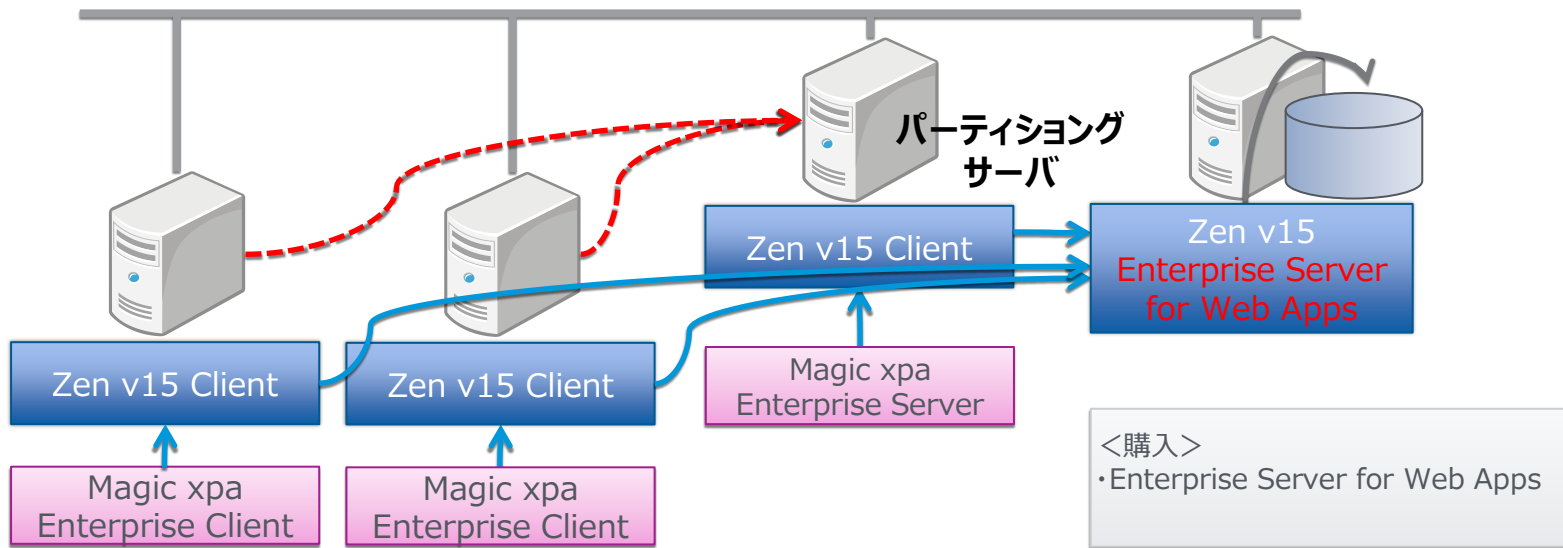 パーティショング
サーバ
Zen v15 Client
Zen v15
Enterprise Server
for Web Apps
Zen v15 Client
Zen v15 Client
Magic xpa
Enterprise Server
Magic xpa
Enterprise Client
Magic xpa
Enterprise Client
＜購入＞
・Enterprise Server for Web Apps